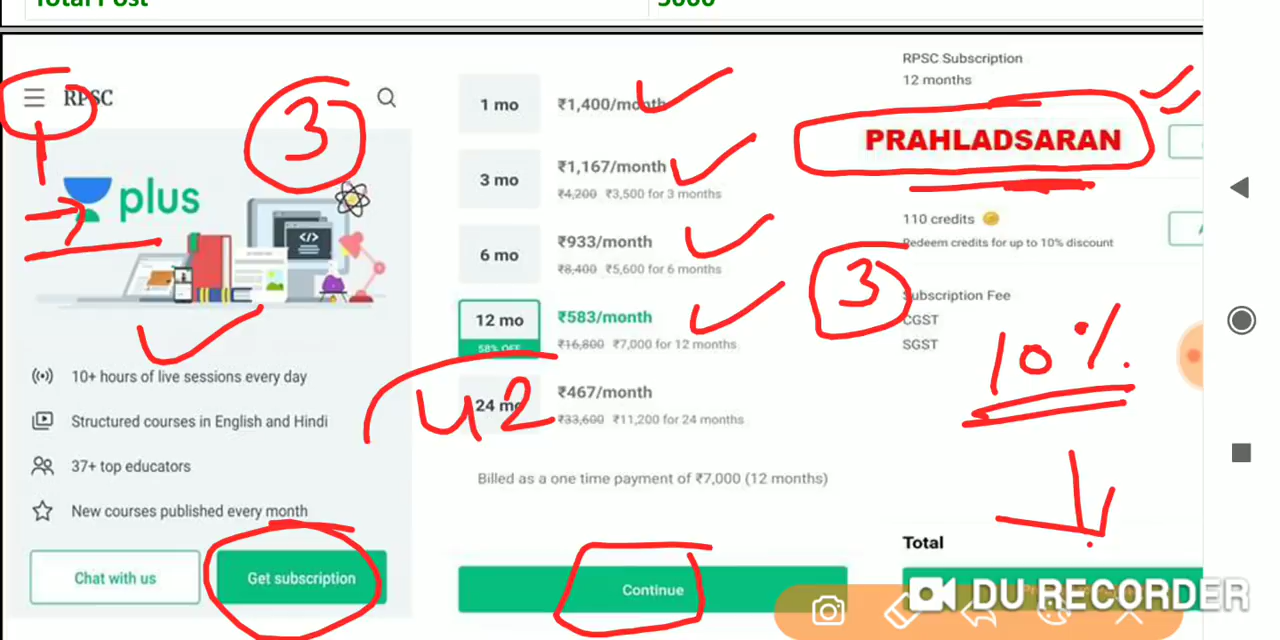 Total Post
5000
RPSC
3
plus
10+ hours of live sessions every day
Structured courses in English and Hindi
37+ top educators
New courses published every month
Chat with us
Get subscription
1 mo
₹1,400/month
3 mo
₹1,167/month
₹4,200 ₹3,500 for 3 months
6 mo
₹933/month
₹8,400 ₹5,600 for 6 months
12 mo
₹583/month
58% OFF
₹16,800 ₹7,000 for 12 months
24 mo
₹467/month
₹33,600 ₹11,200 for 24 months
42
Billed as a one time payment of ₹7,000 (12 months)
Continue
RPSC Subscription
12 months
PRAHLADSARAN
110 credits
Redeem credits for up to 10% discount
3
Subscription Fee
CGST
SGST
10%
Total
DU RECORDER